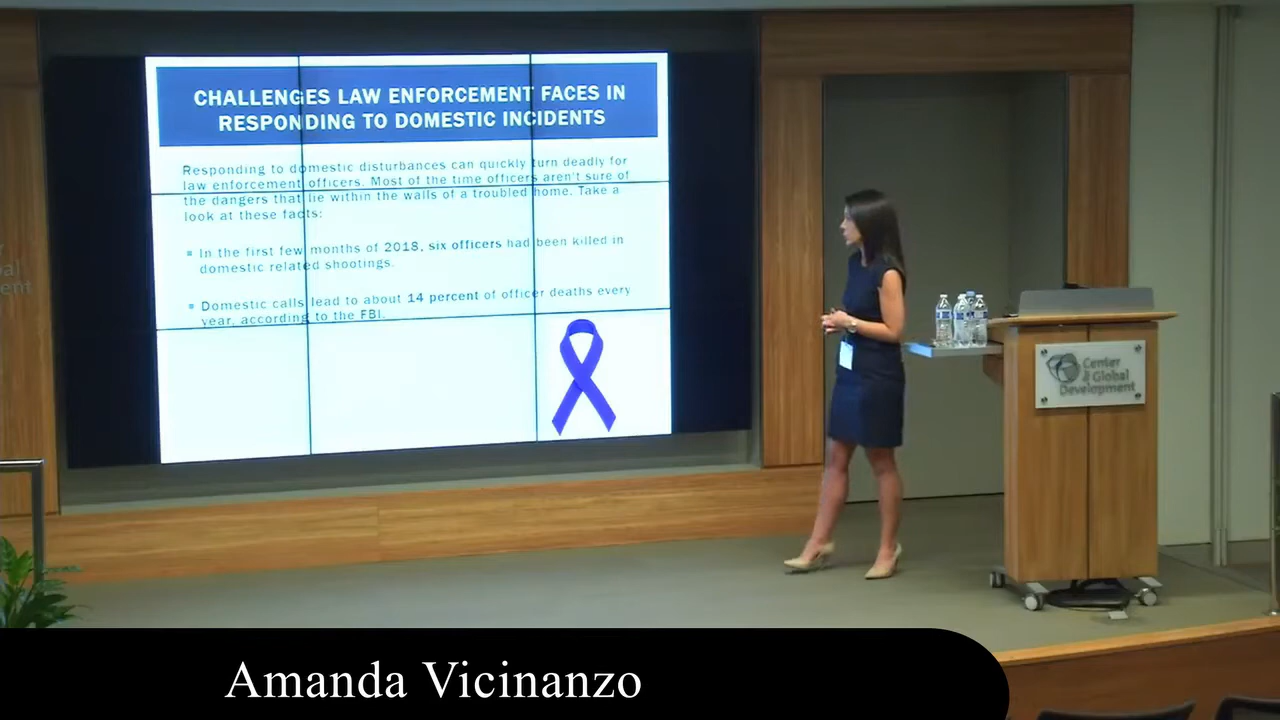 CHALLENGES LAW ENFORCEMENT FACES IN
RESPONDING TO DOMESTIC INCIDENTS
Responding to domestic disturbances can quickly turn deadly for
law enforcement officers. Most of the time officers aren't sure of
the dangers that lie within the walls of a troubled home. Take a
look at these facts:
In the first few months of 2018, six officers had been killed in
domestic related shootings.
Domestic calls lead to about 14 percent of officer deaths every
year, according to the FBI.
Center
for Global
Development
Amanda Vicinanzo